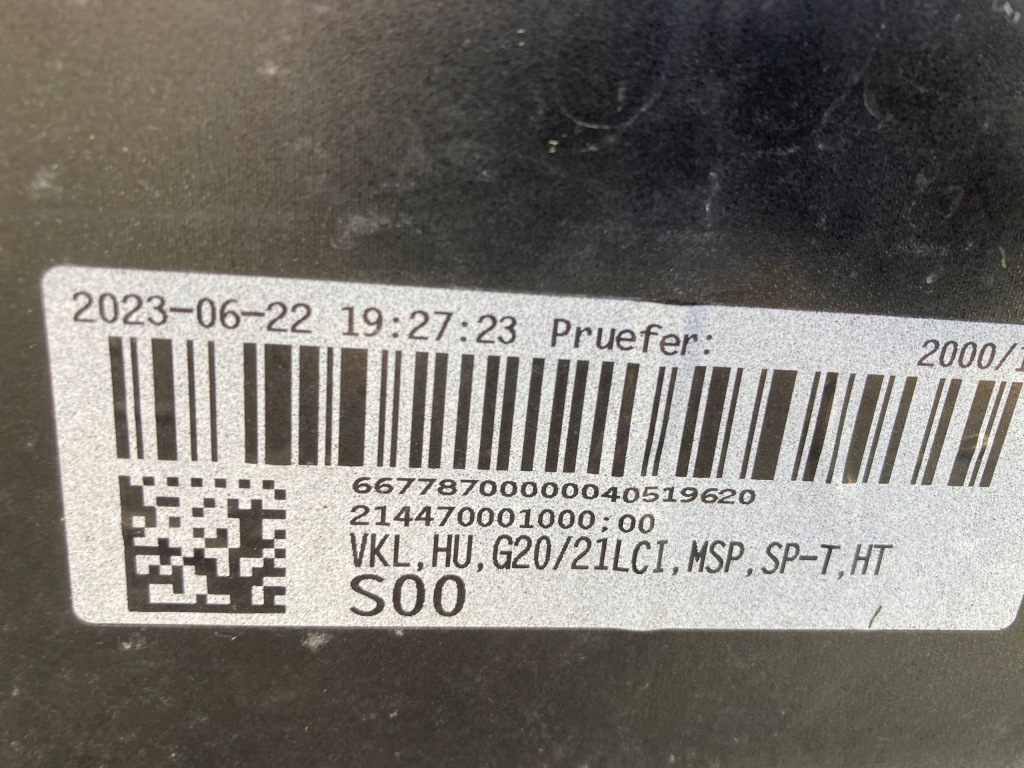 2023-06-22 19:27:23 Pruefer: 2000/1
66778700000040519620
214470001000:00
VKL,HU,G20/21LCI,MSP,SP-T,HT
S00